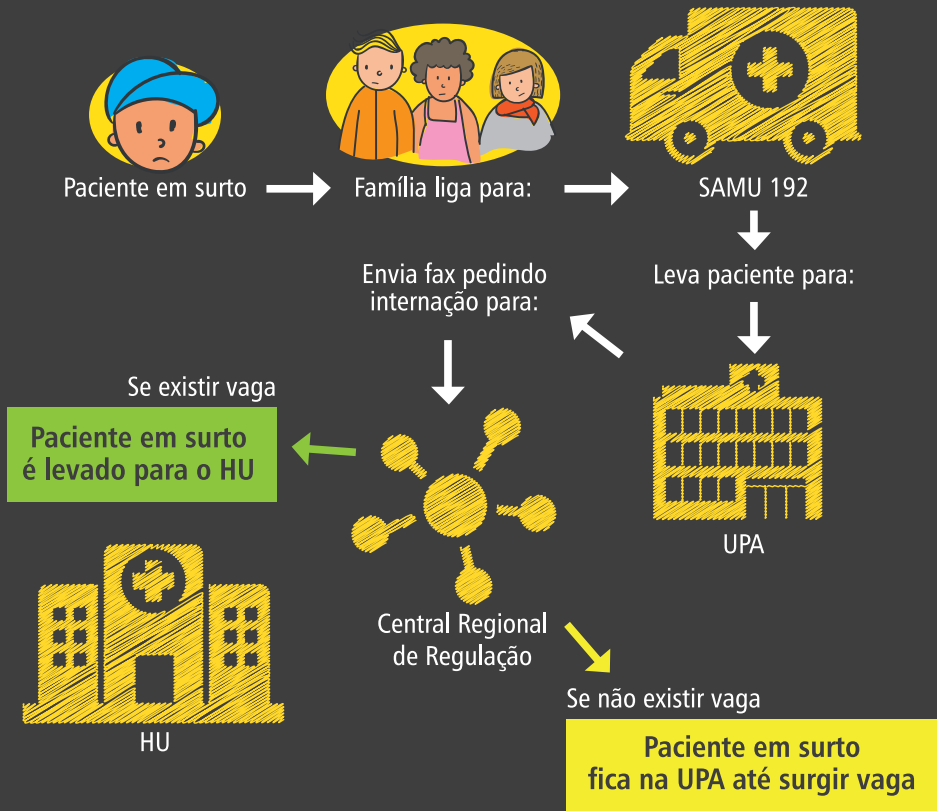 Paciente em surto
Família liga para:
SAMU 192
Leva paciente para:
UPA
Envia fax pedindo
internação para:
Central Regional
de Regulação
Se existir vaga
Paciente em surto
é levado para o HU
HU
Se não existir vaga
Paciente em surto
fica na UPA até surgir vaga